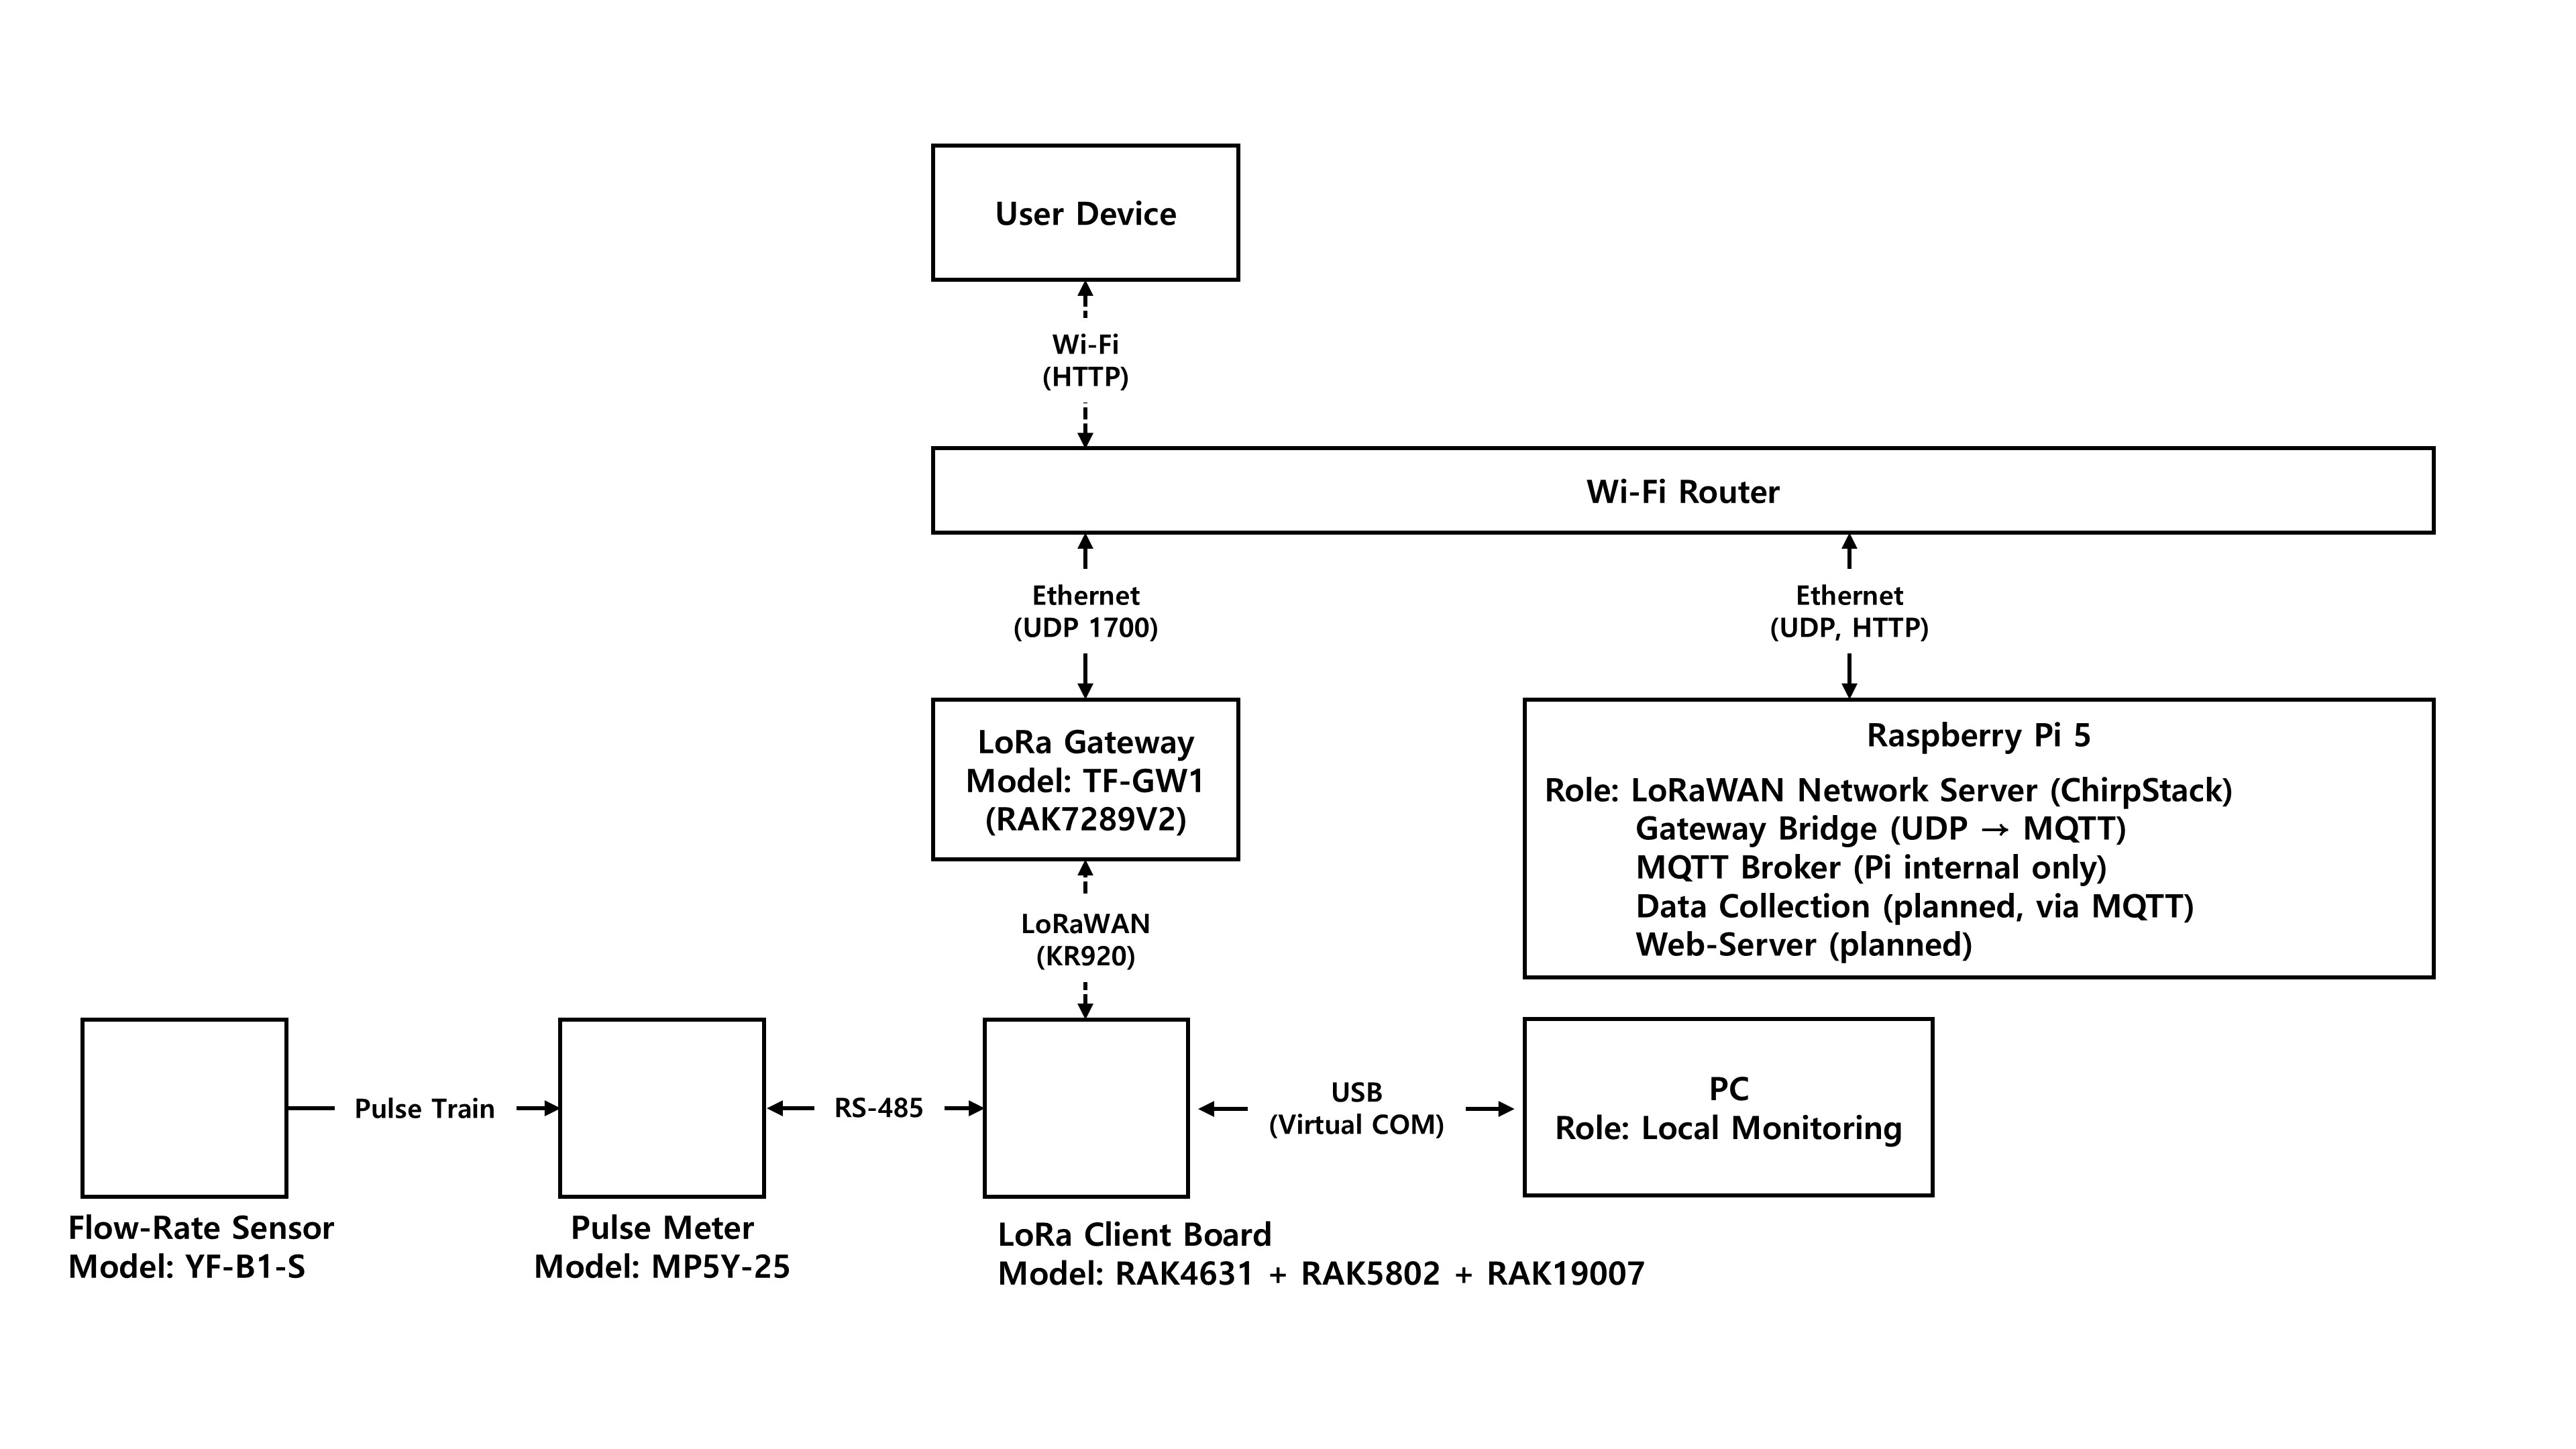 User Device
Wi-Fi
(HTTP)
Wi-Fi Router
Ethernet
(UDP 1700)
Ethernet
(UDP, HTTP)
LoRa Gateway
Model: TF-GW1
(RAK7289V2)
Raspberry Pi 5
Role: LoRaWAN Network Server (ChirpStack)
Gateway Bridge (UDP → MQTT)
MQTT Broker (Pi internal only)
Data Collection (planned, via MQTT)
Web-Server (planned)
LoRaWAN
(KR920)
Pulse Train
RS-485
USB
(Virtual COM)
PC
Role: Local Monitoring
Flow-Rate Sensor
Model: YF-B1-S
Pulse Meter
Model: MP5Y-25
LoRa Client Board
Model: RAK4631 + RAK5802 + RAK19007